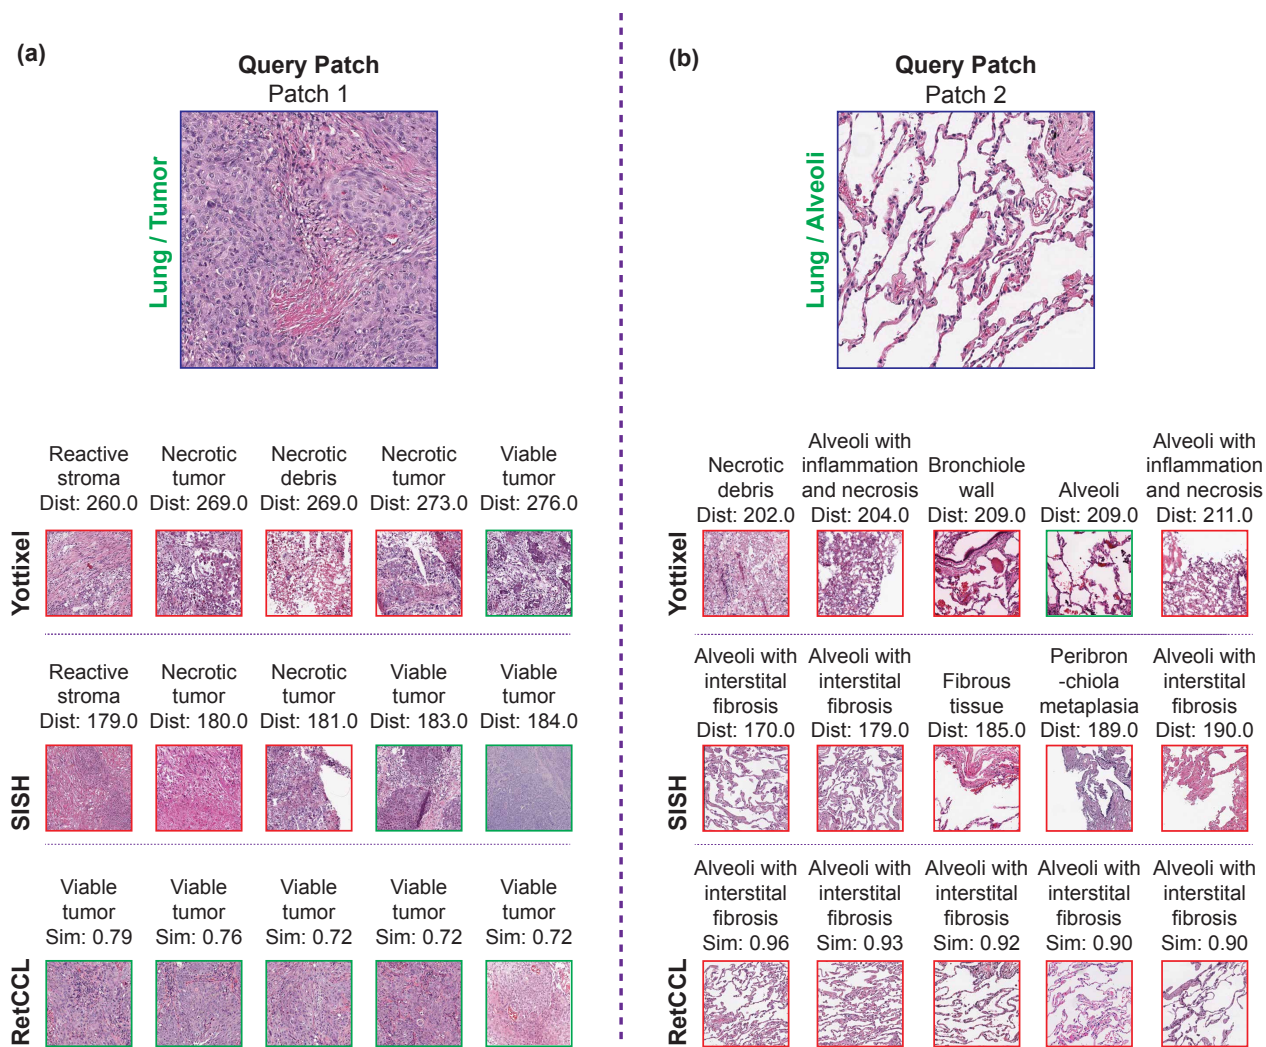 (a)
Query Patch
Patch 1
Lung / Tumor
Yottixel
Reactive stroma Dist: 260.0
Necrotic tumor Dist: 269.0
Necrotic debris Dist: 269.0
Necrotic tumor Dist: 273.0
Viable tumor Dist: 276.0
SISH
Reactive stroma Dist: 179.0
Necrotic tumor Dist: 180.0
Necrotic tumor Dist: 181.0
Viable tumor Dist: 183.0
Viable tumor Dist: 184.0
RetCCL
Viable tumor Sim: 0.79
Viable tumor Sim: 0.76
Viable tumor Sim: 0.72
Viable tumor Sim: 0.72
Viable tumor Sim: 0.72
(b)
Query Patch
Patch 2
Lung / Alveoli
Yottixel
Necrotic debris Dist: 202.0
Alveoli with inflammation and necrosis Dist: 204.0
Bronchiole wall Dist: 209.0
Alveoli Dist: 209.0
Alveoli with inflammation and necrosis Dist: 211.0
SISH
Alveoli with interstital fibrosis Dist: 170.0
Alveoli with interstital fibrosis Dist: 179.0
Fibrous tissue Dist: 185.0
Peribron -chiola metaplasia Dist: 189.0
Alveoli with interstital fibrosis Dist: 190.0
RetCCL
Alveoli with interstital fibrosis Sim: 0.96
Alveoli with interstital fibrosis Sim: 0.93
Alveoli with interstital fibrosis Sim: 0.92
Alveoli with interstital fibrosis Sim: 0.90
Alveoli with interstital fibrosis Sim: 0.90